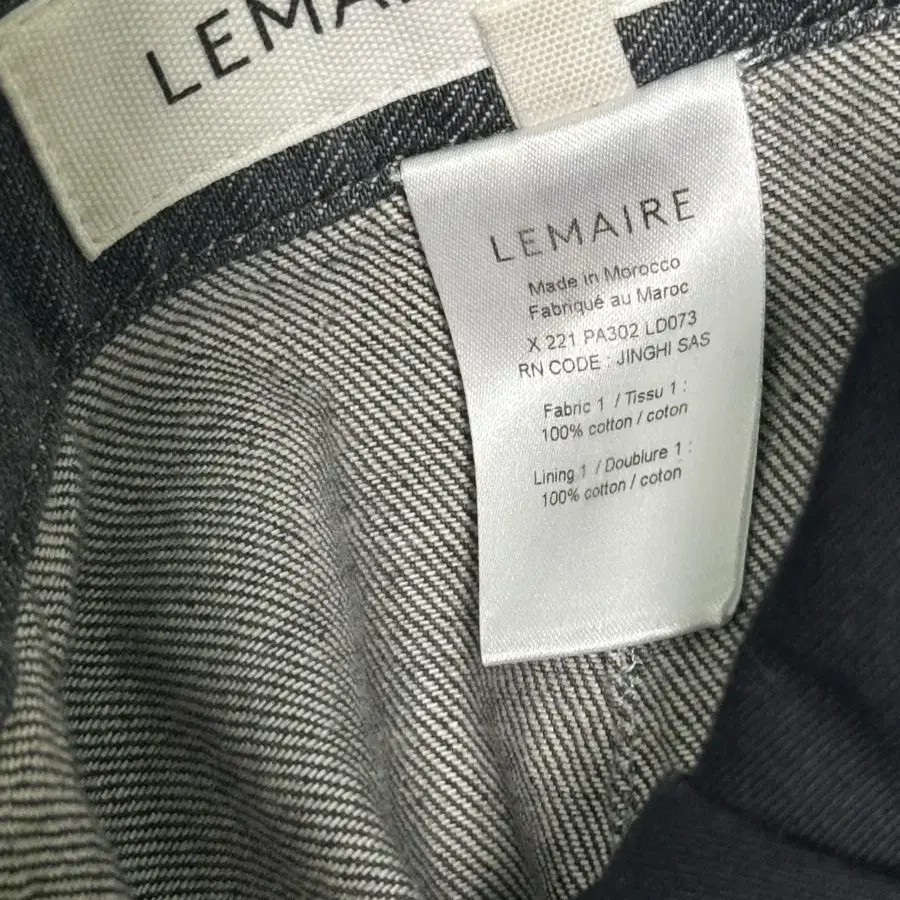 LEMA
LEMAIRE
Made in Morocco
Fabriqué au Maroc
X 221 PA302 LD073
RN CODE : JINGHI SAS
Fabric 1 / Tissu 1 :
100% cotton / coton
Lining 1 / Doublure 1 :
100% cotton / coton